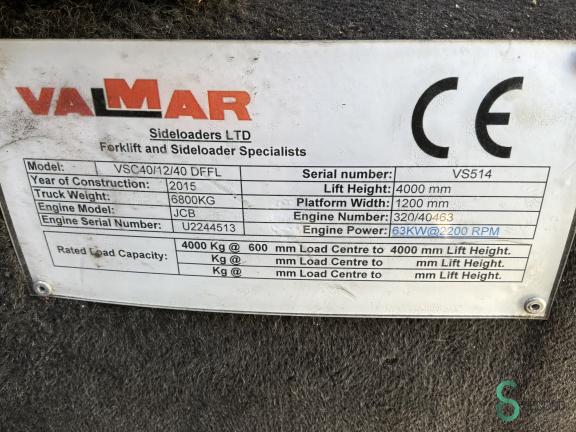 VALMAR
Sideloaders LTD
Forklift and Sideloader Specialists
CE
Model: VSC40/12/40 DFFL
Year of Construction: 2015
Truck Weight: 6800KG
Engine Model: JCB
Engine Serial Number: U2244513
Serial number: VS514
Lift Height: 4000 mm
Platform Width: 1200 mm
Engine Number: 320/40463
Engine Power: 63KW@2200 RPM
Rated Load Capacity:
4000 Kg @ 600 mm Load Centre to 4000 mm Lift Height.
Kg @ mm Load Centre to mm Lift Height.
Kg @ mm Load Centre to mm Lift Height.